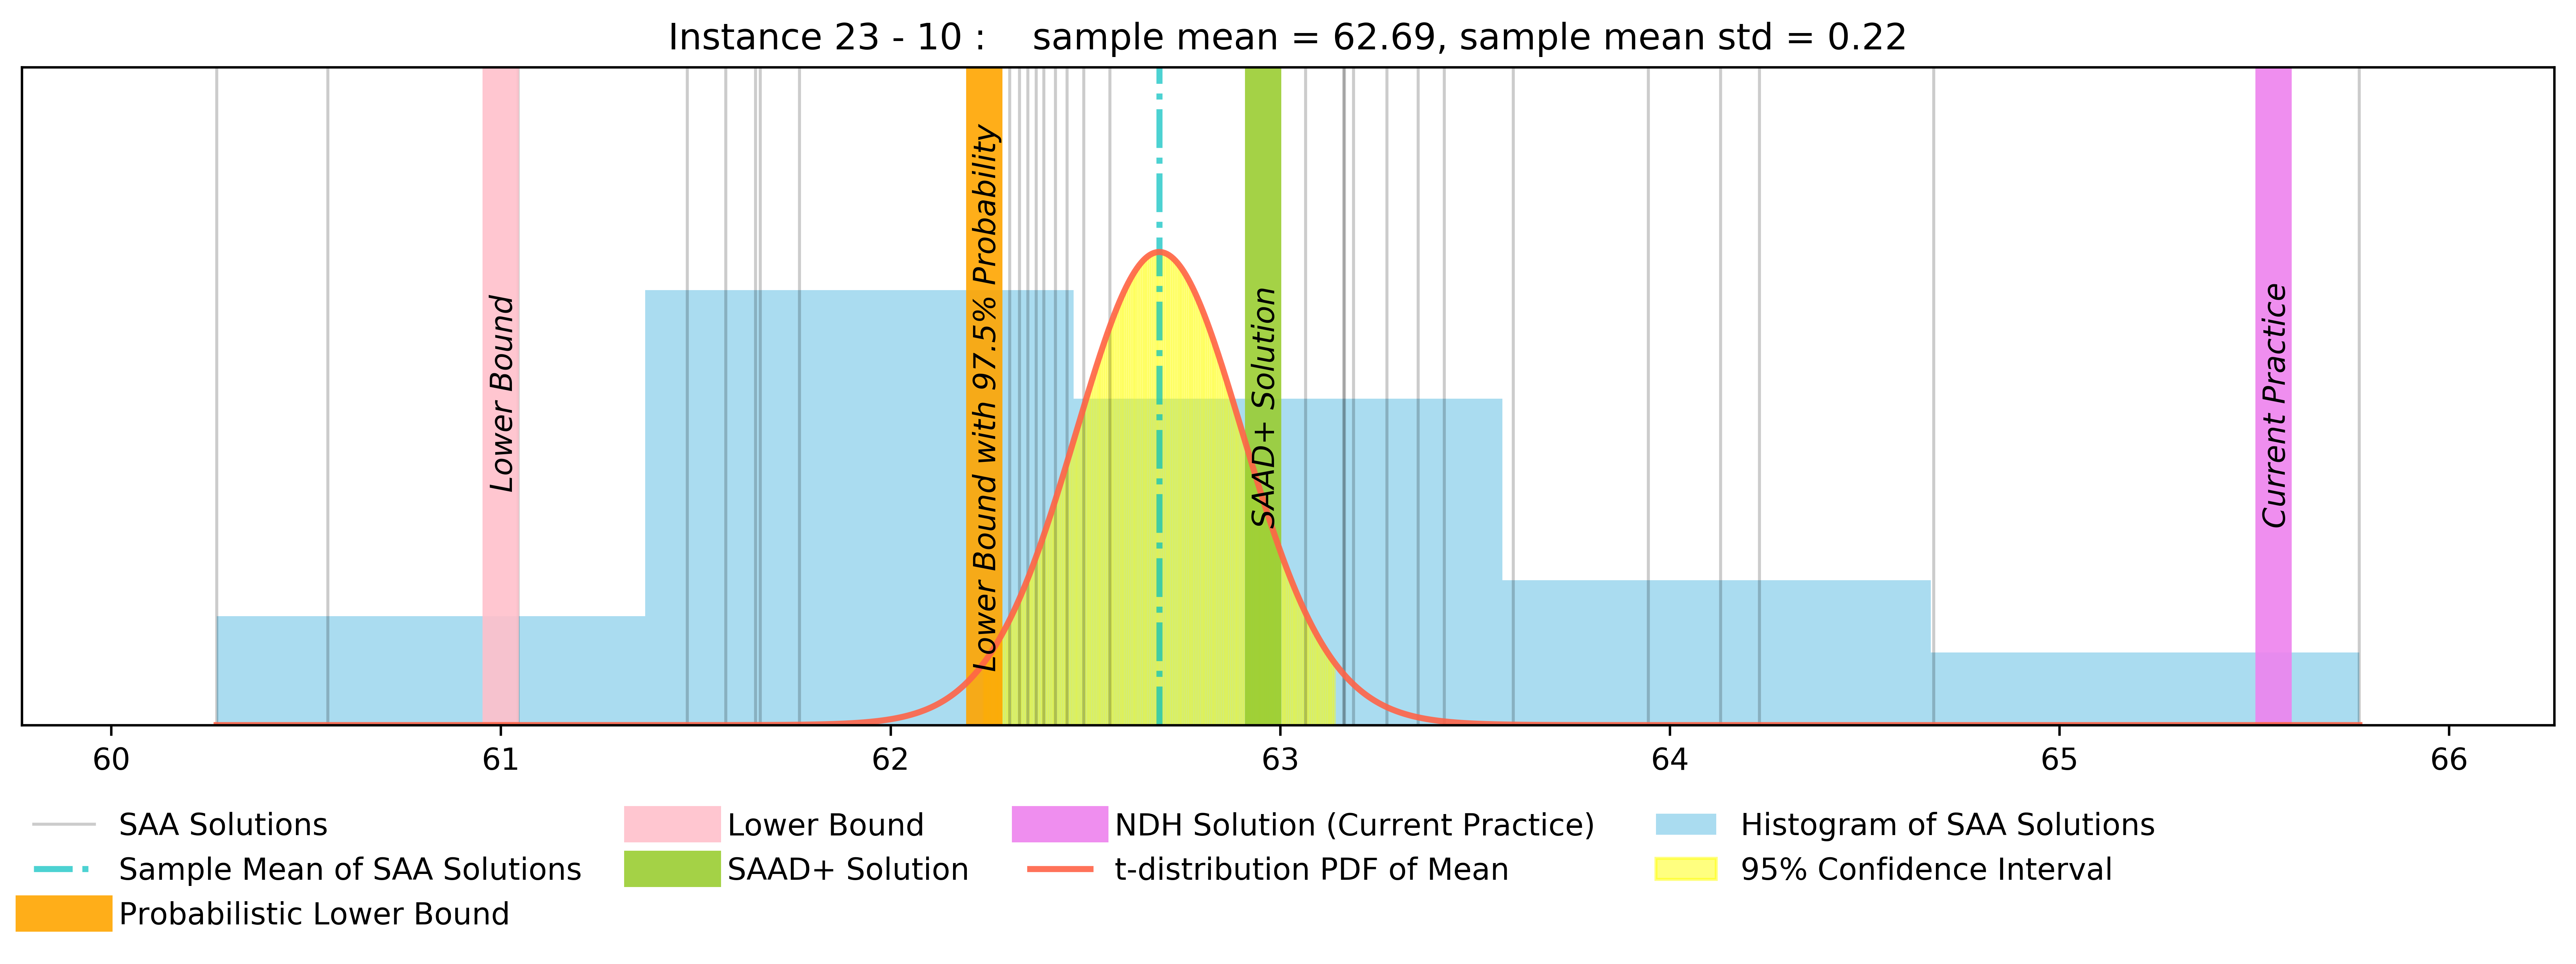 Instance 23 - 10 :    sample mean = 62.69, sample mean std = 0.22
Lower Bound
Lower Bound with 97.5% Probability
SAAD+ Solution
Current Practice
60 61 62 63 64 65 66
SAA Solutions
Sample Mean of SAA Solutions
Probabilistic Lower Bound
Lower Bound
SAAD+ Solution
NDH Solution (Current Practice)
t-distribution PDF of Mean
Histogram of SAA Solutions
95% Confidence Interval